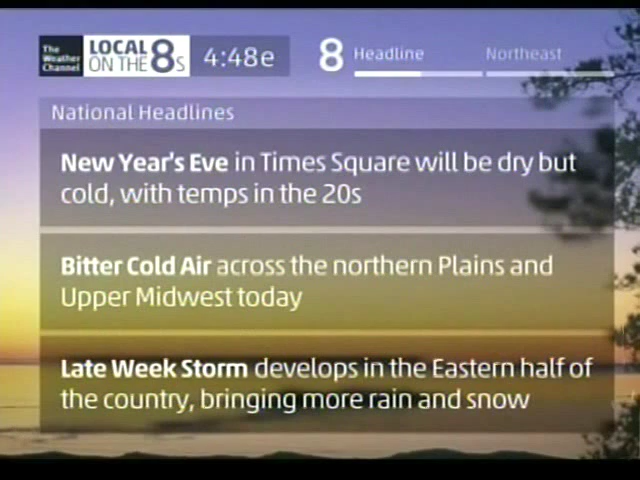 The
Weather
Channel
LOCAL
ON THE 8s
4:48e
8
Headline
Northeast
National Headlines
New Year's Eve in Times Square will be dry but
cold, with temps in the 20s
Bitter Cold Air across the northern Plains and
Upper Midwest today
Late Week Storm develops in the Eastern half of
the country, bringing more rain and snow